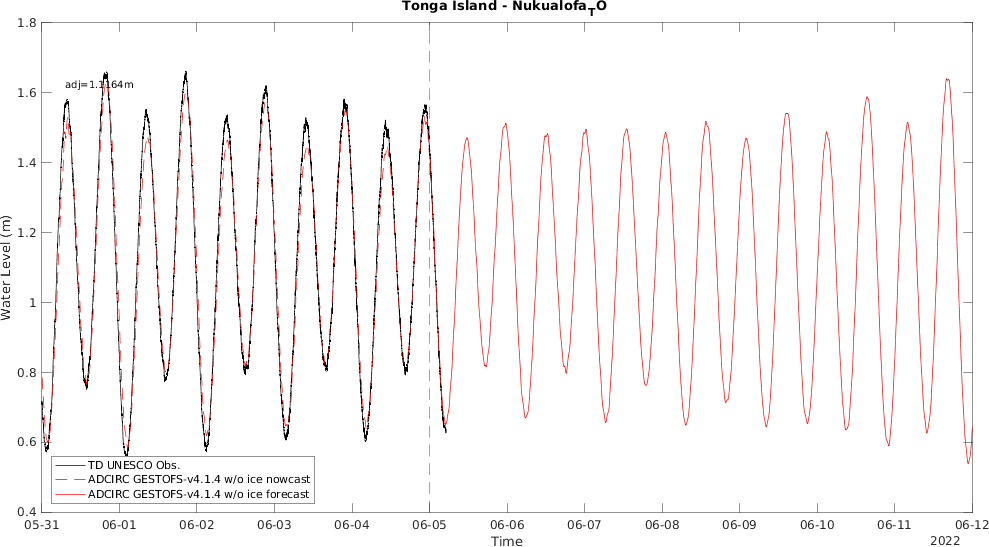 Tonga Island - NukualofaTO
adj=1.1164m
Water Level (m)
1.8
1.6
1.4
1.2
1
0.8
0.6
0.4
TD UNESCO Obs.
ADCIRC GESTOFS-v4.1.4 w/o ice nowcast
ADCIRC GESTOFS-v4.1.4 w/o ice forecast
05-31 06-01 06-02 06-03 06-04 06-05 06-06 06-07 06-08 06-09 06-10 06-11 06-12
Time
2022